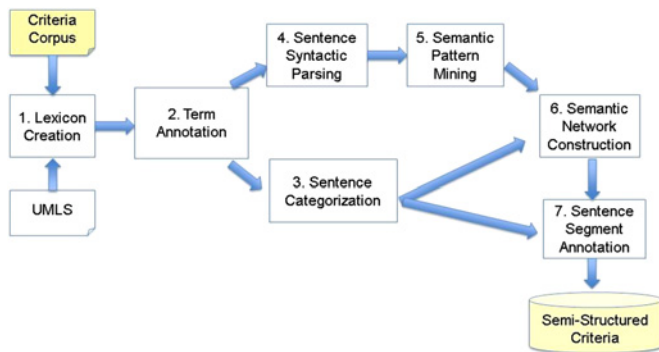 Criteria
Corpus
1. Lexicon
Creation
UMLS
2. Term
Annotation
3. Sentence
Categorization
4. Sentence
Syntactic
Parsing
5. Semantic
Pattern
Mining
6. Semantic
Network
Construction
7. Sentence
Segment
Annotation
Semi-Structured
Criteria